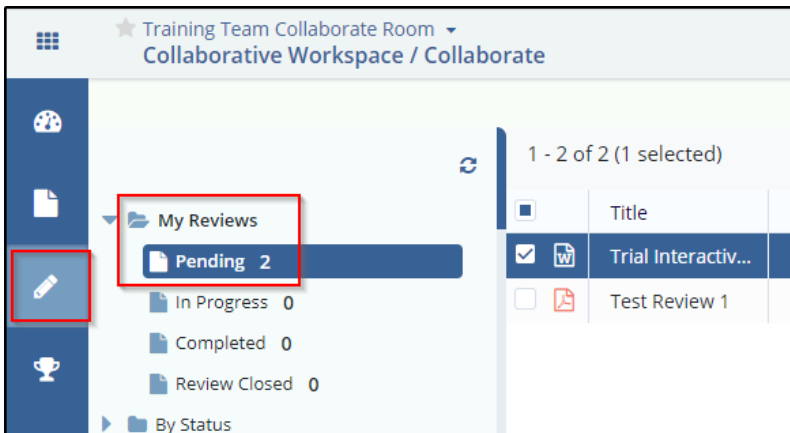 Training Team Collaborate Room
Collaborative Workspace / Collaborate
1 - 2 of 2 (1 selected)
My Reviews
Title
Pending 2
Trial Interactiv...
In Progress 0
Test Review 1
Completed 0
Review Closed 0
By Status